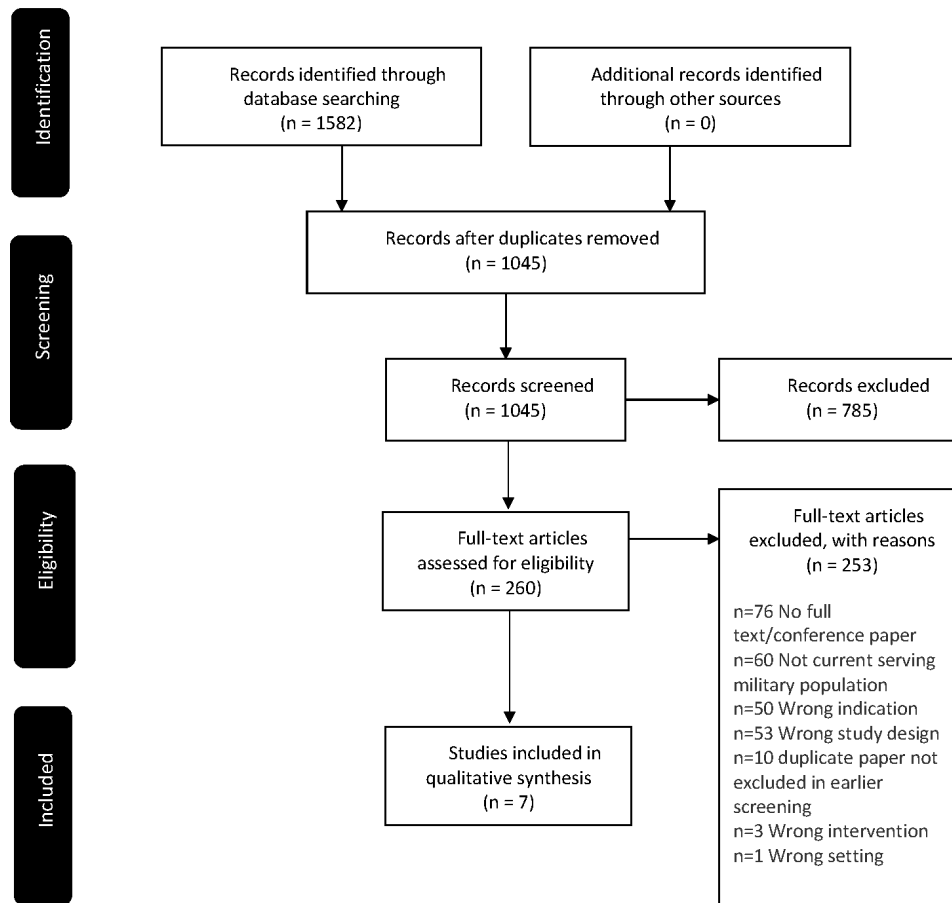 Identification
Records identified through
database searching
(n = 1582)
Additional records identified
through other sources
(n = 0)
Records after duplicates removed
(n = 1045)
Screening
Records screened
(n = 1045)
Records excluded
(n = 785)
Eligibility
Full-text articles
assessed for eligibility
(n = 260)
Full-text articles
excluded, with reasons
(n = 253)
n=76 No full
text/conference paper
n=60 Not current serving
military population
n=50 Wrong indication
n=53 Wrong study design
n=10 duplicate paper not
excluded in earlier
screening
n=3 Wrong intervention
n=1 Wrong setting
Included
Studies included in
qualitative synthesis
(n = 7)